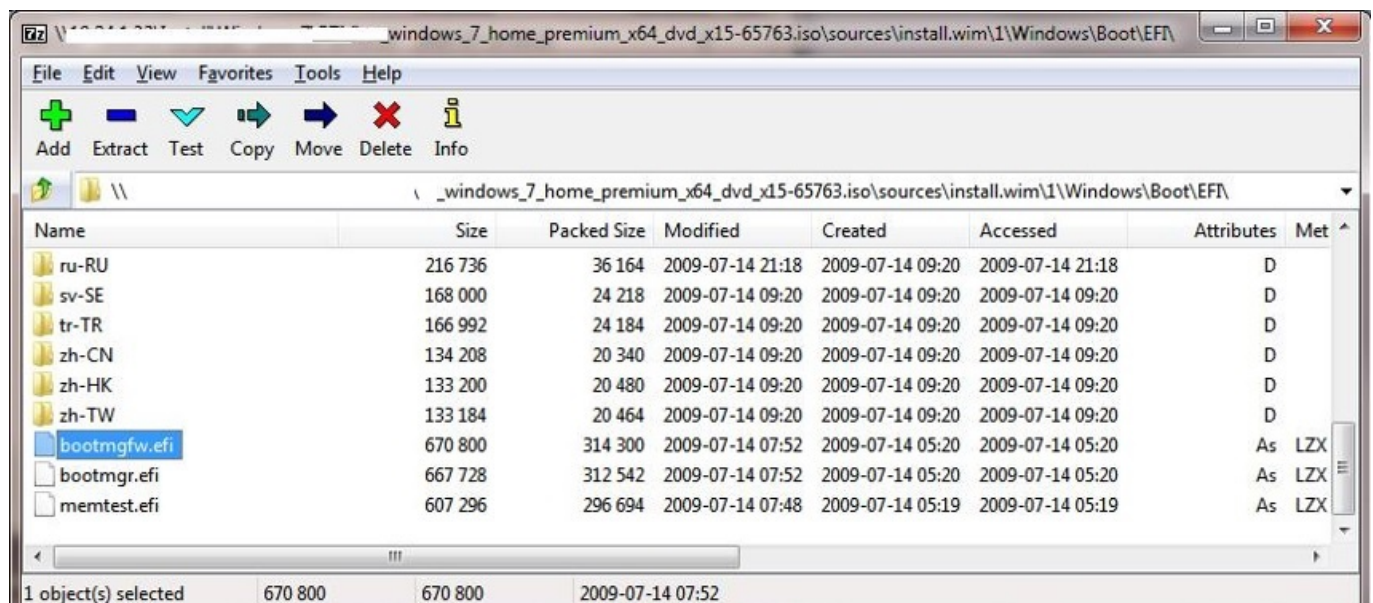 7z \\ _windows_7_home_premium_x64_dvd_x15-65763.iso\sources\install.wim\1\Windows\Boot\EFI\
File Edit View Favorites Tools Help
Add Extract Test Copy Move Delete Info
\\ \ _windows_7_home_premium_x64_dvd_x15-65763.iso\sources\install.wim\1\Windows\Boot\EFI\
Name Size Packed Size Modified Created Accessed Attributes Met
ru-RU 216 736 36 164 2009-07-14 21:18 2009-07-14 09:20 2009-07-14 21:18 D
sv-SE 168 000 24 218 2009-07-14 09:20 2009-07-14 09:20 2009-07-14 09:20 D
tr-TR 166 992 24 184 2009-07-14 09:20 2009-07-14 09:20 2009-07-14 09:20 D
zh-CN 134 208 20 340 2009-07-14 09:20 2009-07-14 09:20 2009-07-14 09:20 D
zh-HK 133 200 20 480 2009-07-14 09:20 2009-07-14 09:20 2009-07-14 09:20 D
zh-TW 133 184 20 464 2009-07-14 09:20 2009-07-14 09:20 2009-07-14 09:20 D
bootmgfw.efi 670 800 314 300 2009-07-14 07:52 2009-07-14 05:20 2009-07-14 05:20 As LZX
bootmgr.efi 667 728 312 542 2009-07-14 07:52 2009-07-14 05:20 2009-07-14 05:20 As LZX
memtest.efi 607 296 296 694 2009-07-14 07:48 2009-07-14 05:19 2009-07-14 05:19 As LZX
1 object(s) selected 670 800 670 800 2009-07-14 07:52